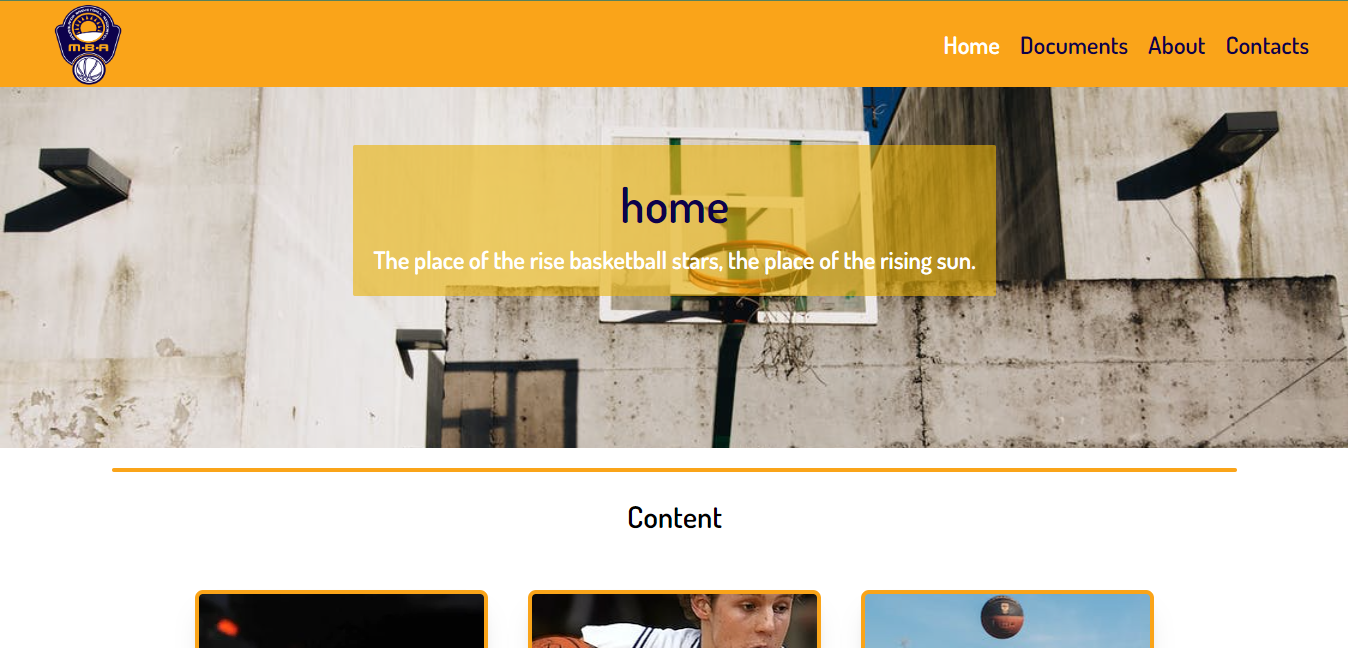 M·B·A
Home Documents About Contacts
home
The place of the rise basketball stars, the place of the rising sun.
Content